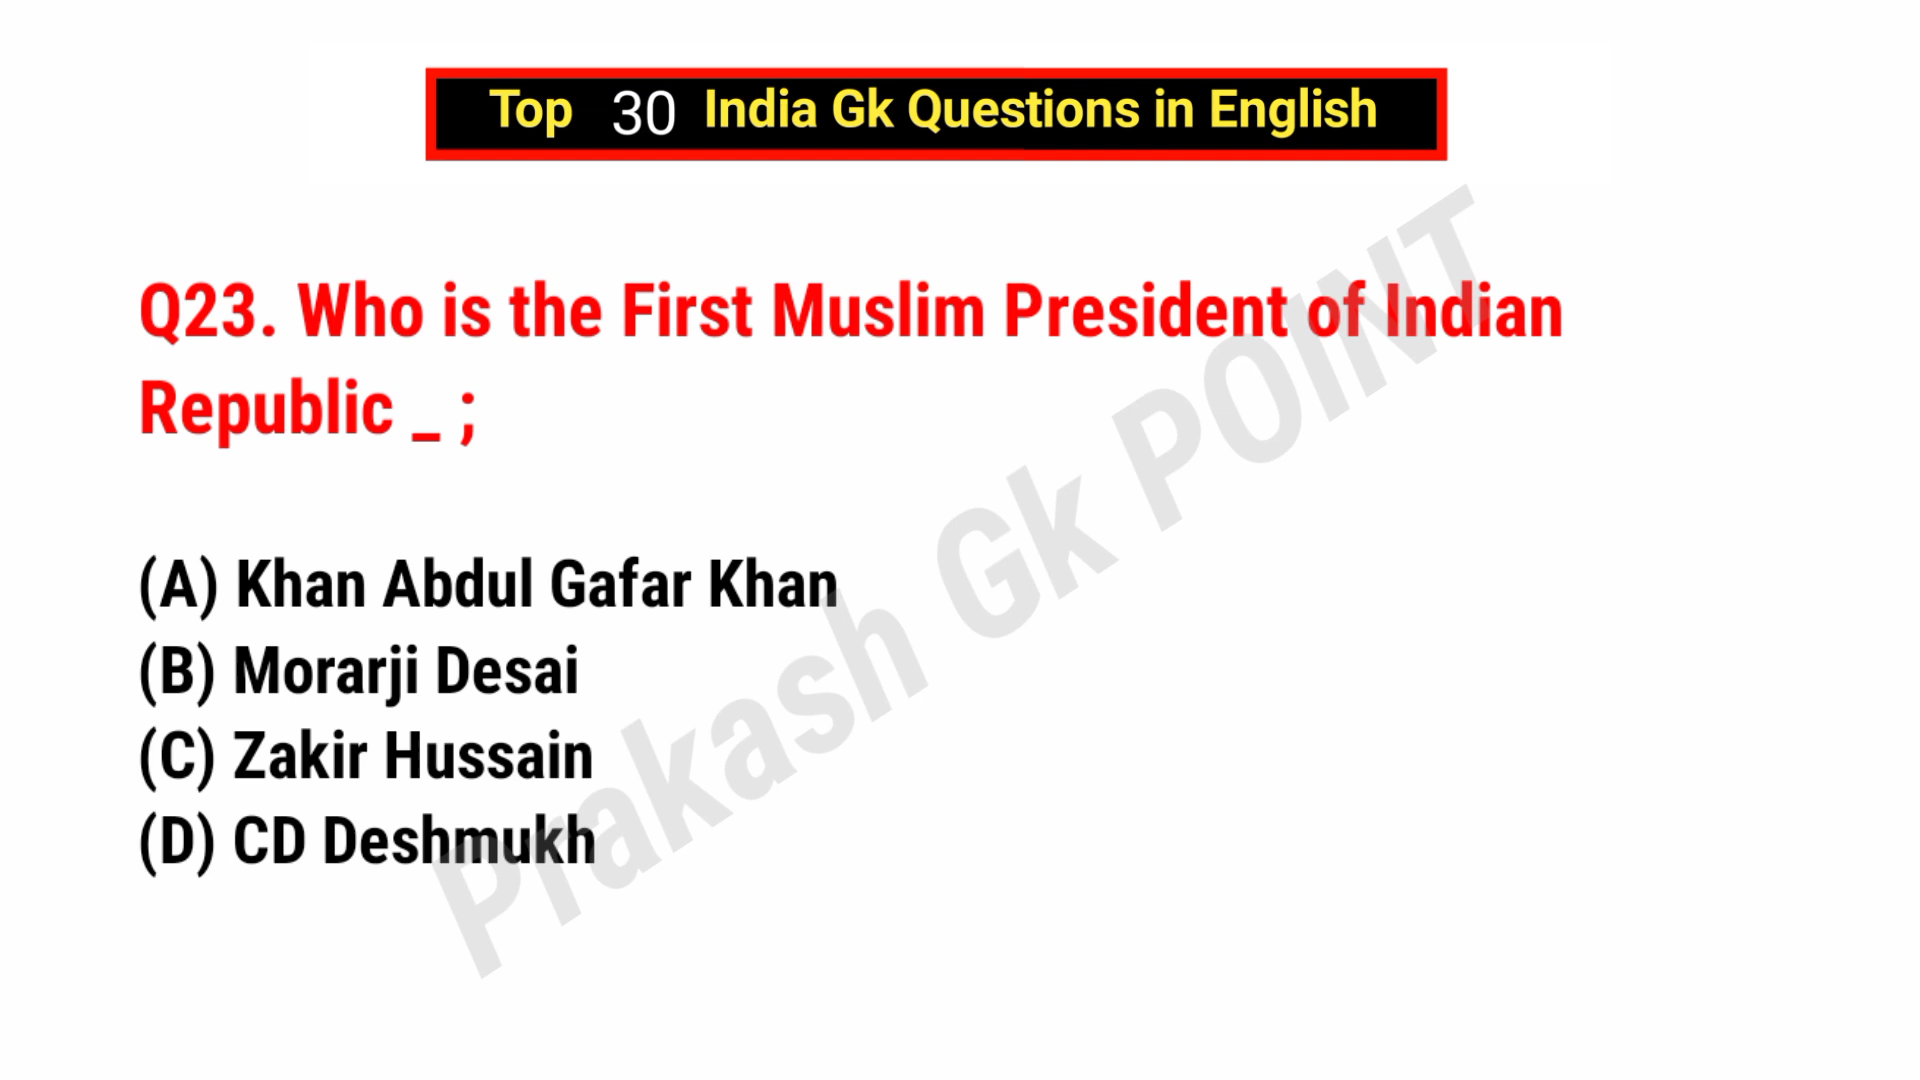 Top 30 India Gk Questions in English
Q23. Who is the First Muslim President of Indian
Republic _ ;
(A) Khan Abdul Gafar Khan
(B) Morarji Desai
(C) Zakir Hussain
(D) CD Deshmukh
Prakash Gk POINT